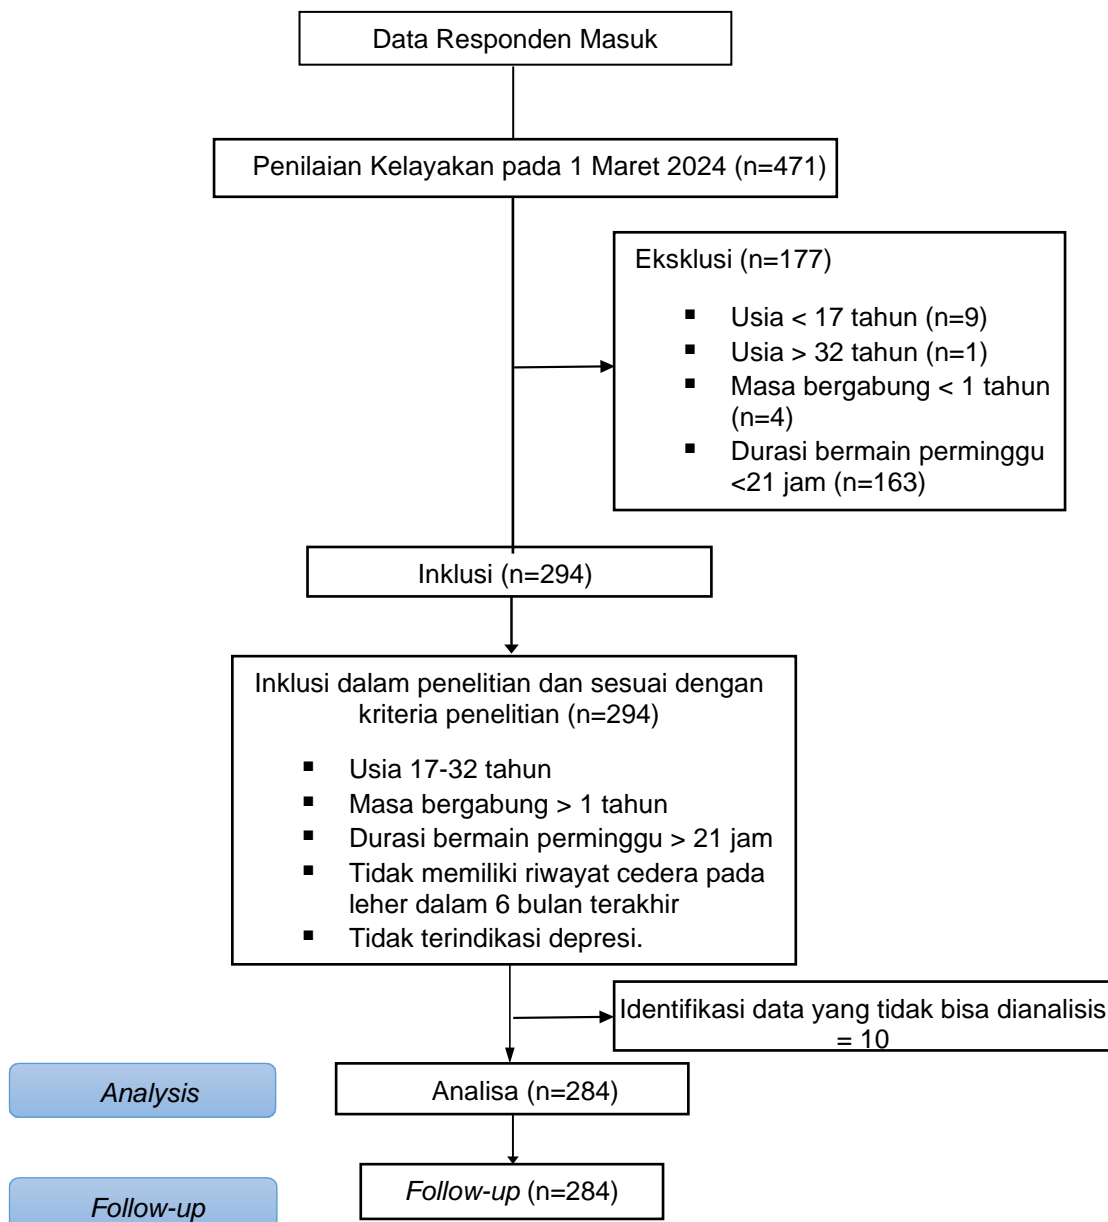 Data Responden Masuk
Penilaian Kelayakan pada 1 Maret 2024 (n=471)
Eksklusi (n=177)
▪ Usia < 17 tahun (n=9)
▪ Usia > 32 tahun (n=1)
▪ Masa bergabung < 1 tahun
(n=4)
▪ Durasi bermain perminggu
<21 jam (n=163)
Inklusi (n=294)
Inklusi dalam penelitian dan sesuai dengan
kriteria penelitian (n=294)
▪ Usia 17-32 tahun
▪ Masa bergabung > 1 tahun
▪ Durasi bermain perminggu > 21 jam
▪ Tidak memiliki riwayat cedera pada
leher dalam 6 bulan terakhir
▪ Tidak terindikasi depresi.
Identifikasi data yang tidak bisa dianalisis
= 10
Analysis
Analisa (n=284)
Follow-up (n=284)
Follow-up